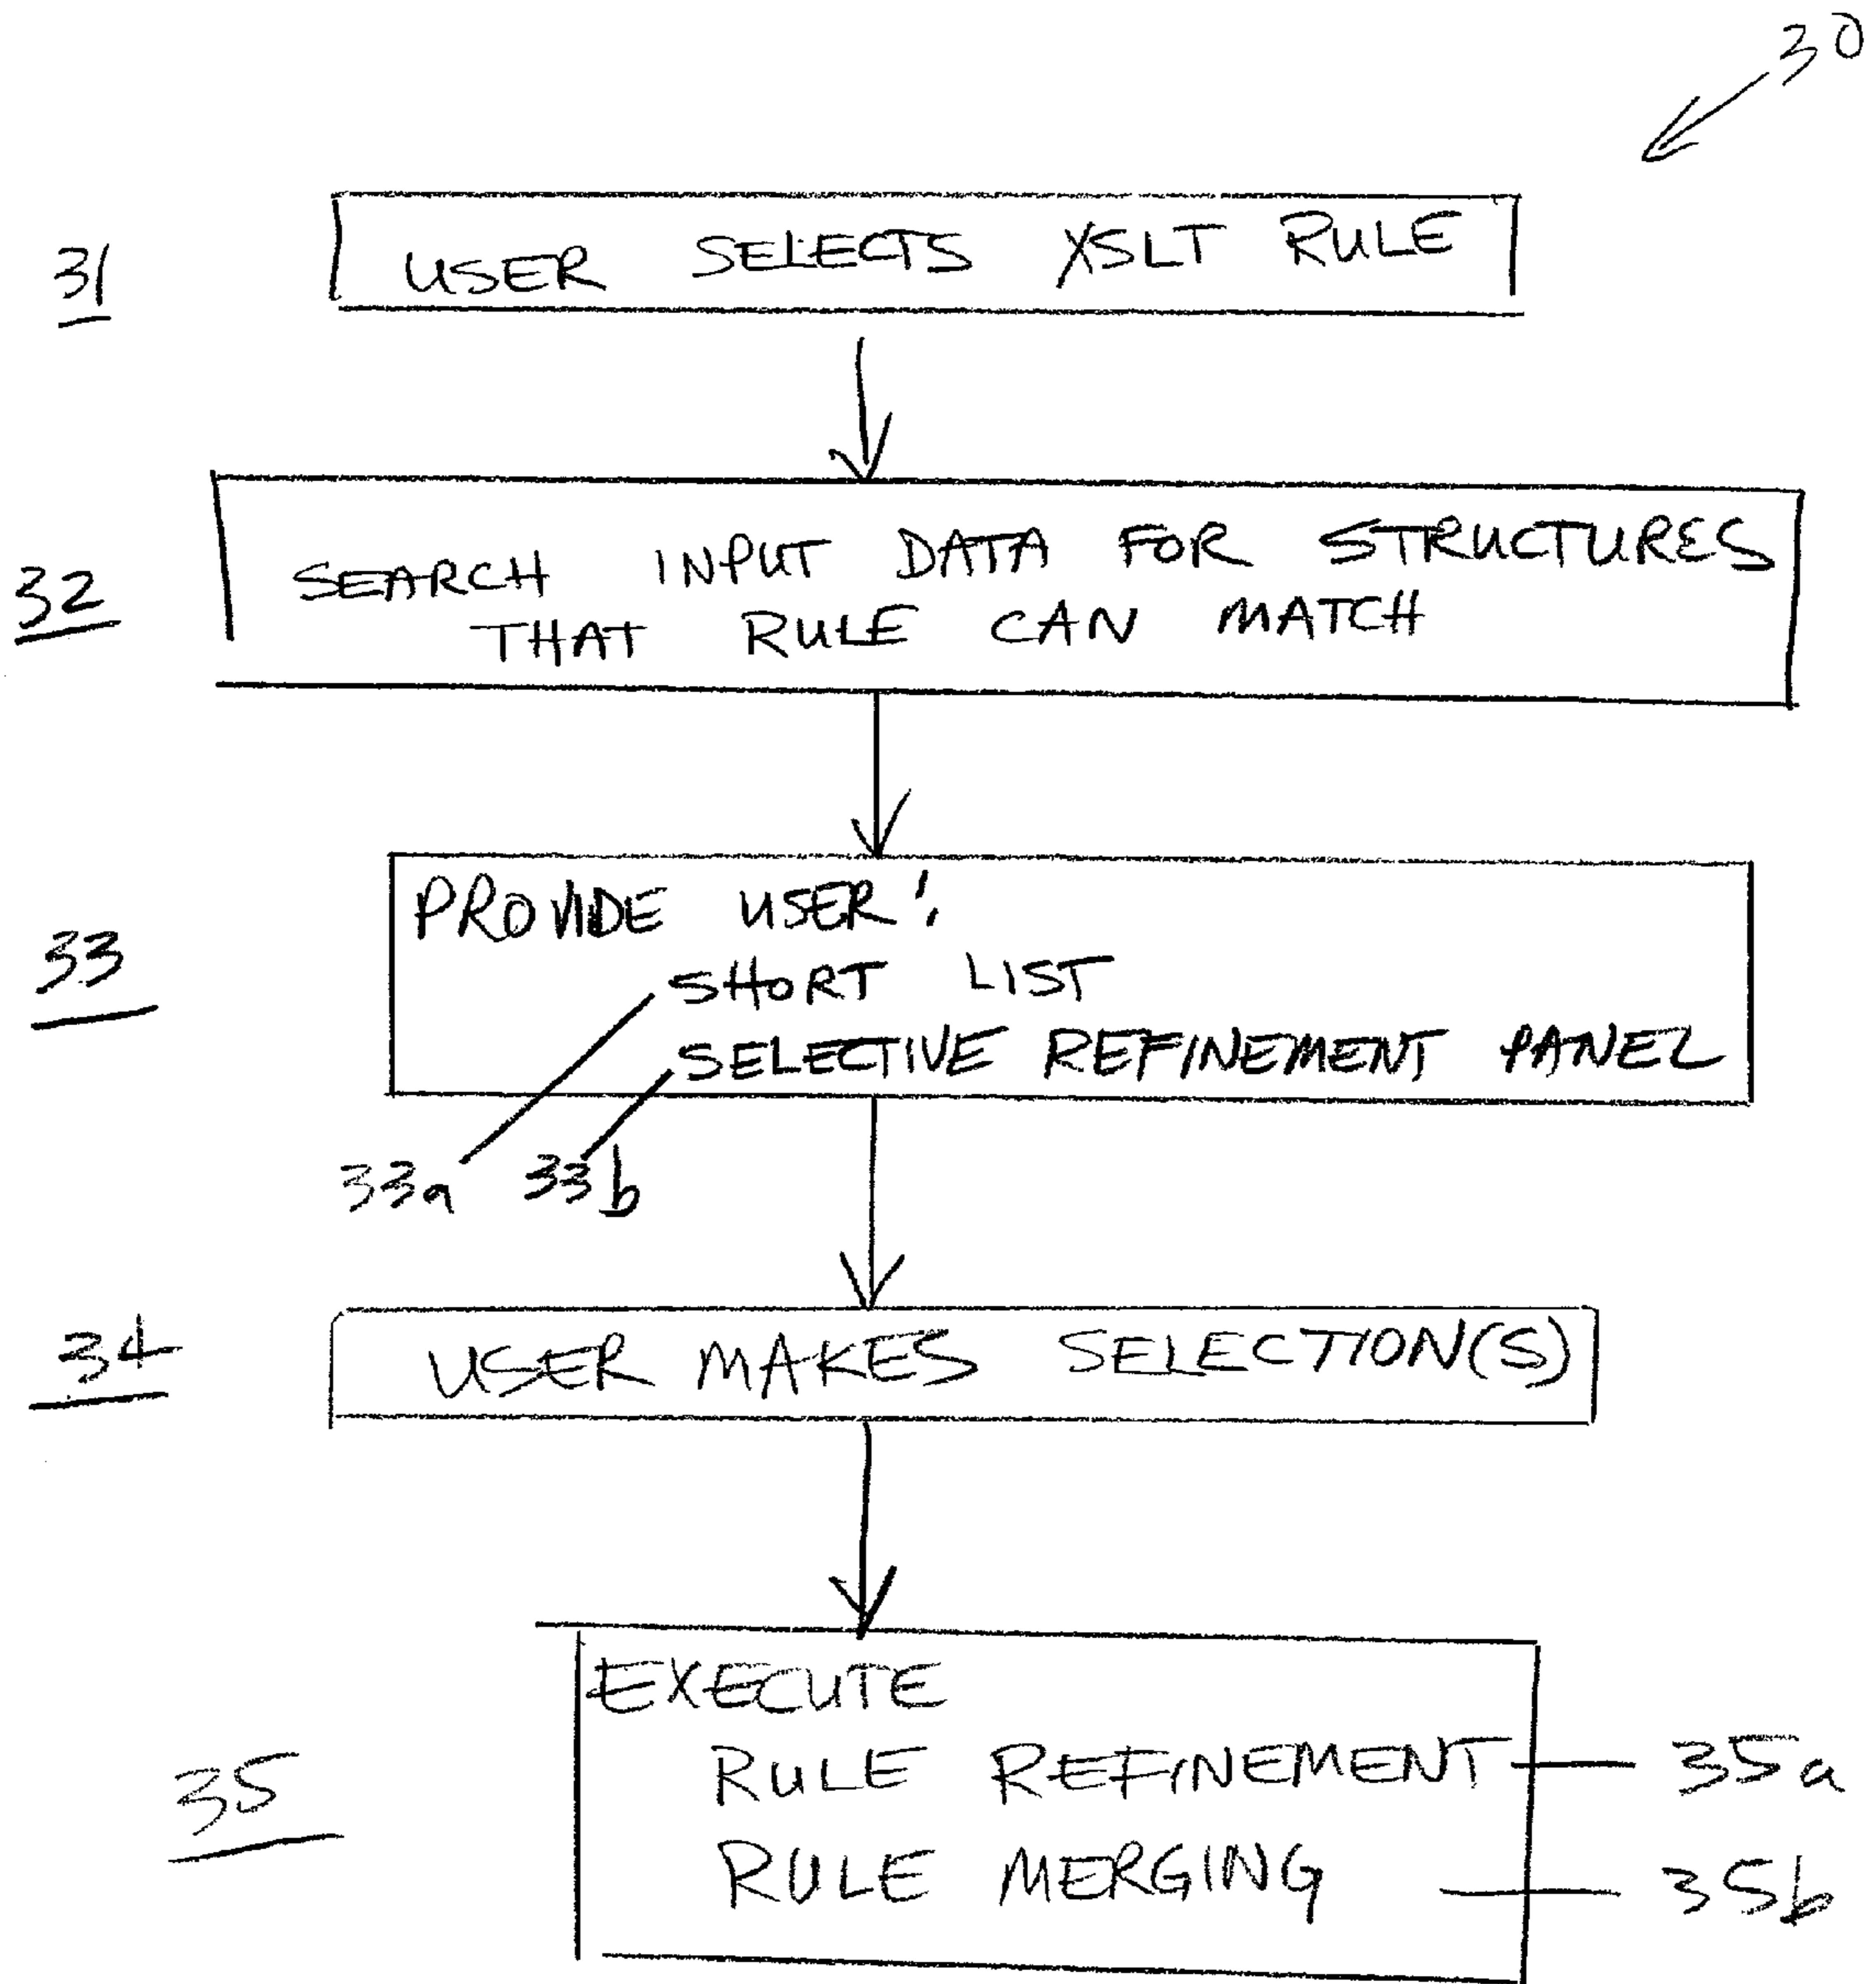 30
31
USER SELECTS XSLT RULE
32
SEARCH INPUT DATA FOR STRUCTURES
THAT RULE CAN MATCH
33
PROVIDE USER:
SHORT LIST
SELECTIVE REFINEMENT PANEL
33a 33b
34
USER MAKES SELECTION(S)
35
EXECUTE
RULE REFINEMENT 35a
RULE MERGING 35b